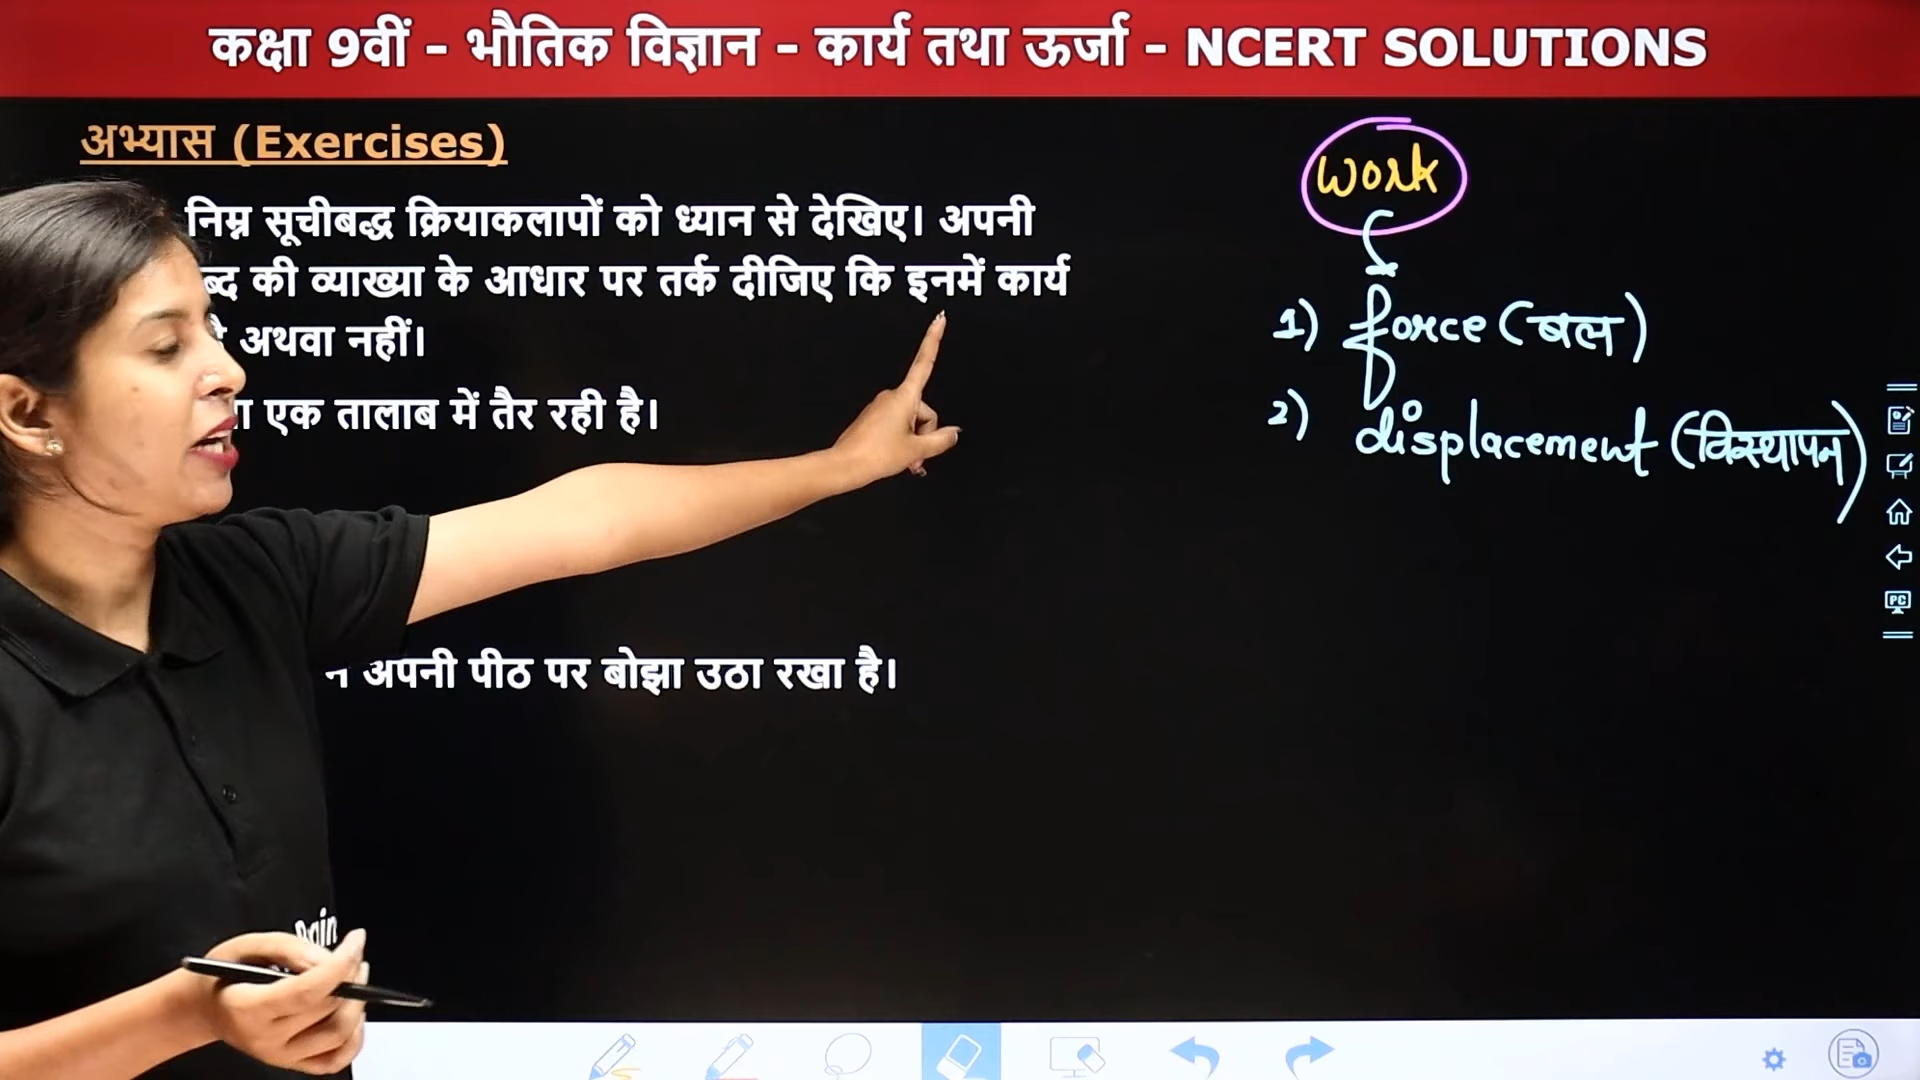 कक्षा 9वीं - भौतिक विज्ञान - कार्य तथा ऊर्जा - NCERT SOLUTIONS
अभ्यास (Exercises)
निम्न सूचीबद्ध क्रियाकलापों को ध्यान से देखिए। अपनी
की व्याख्या के आधार पर तर्क दीजिए कि इनमें कार्य
अथवा नहीं।
एक तालाब में तैर रही है।
अपनी पीठ पर बोझा उठा रखा है।
Work
1) force (बल)
2) displacement (विस्थापन)
PC